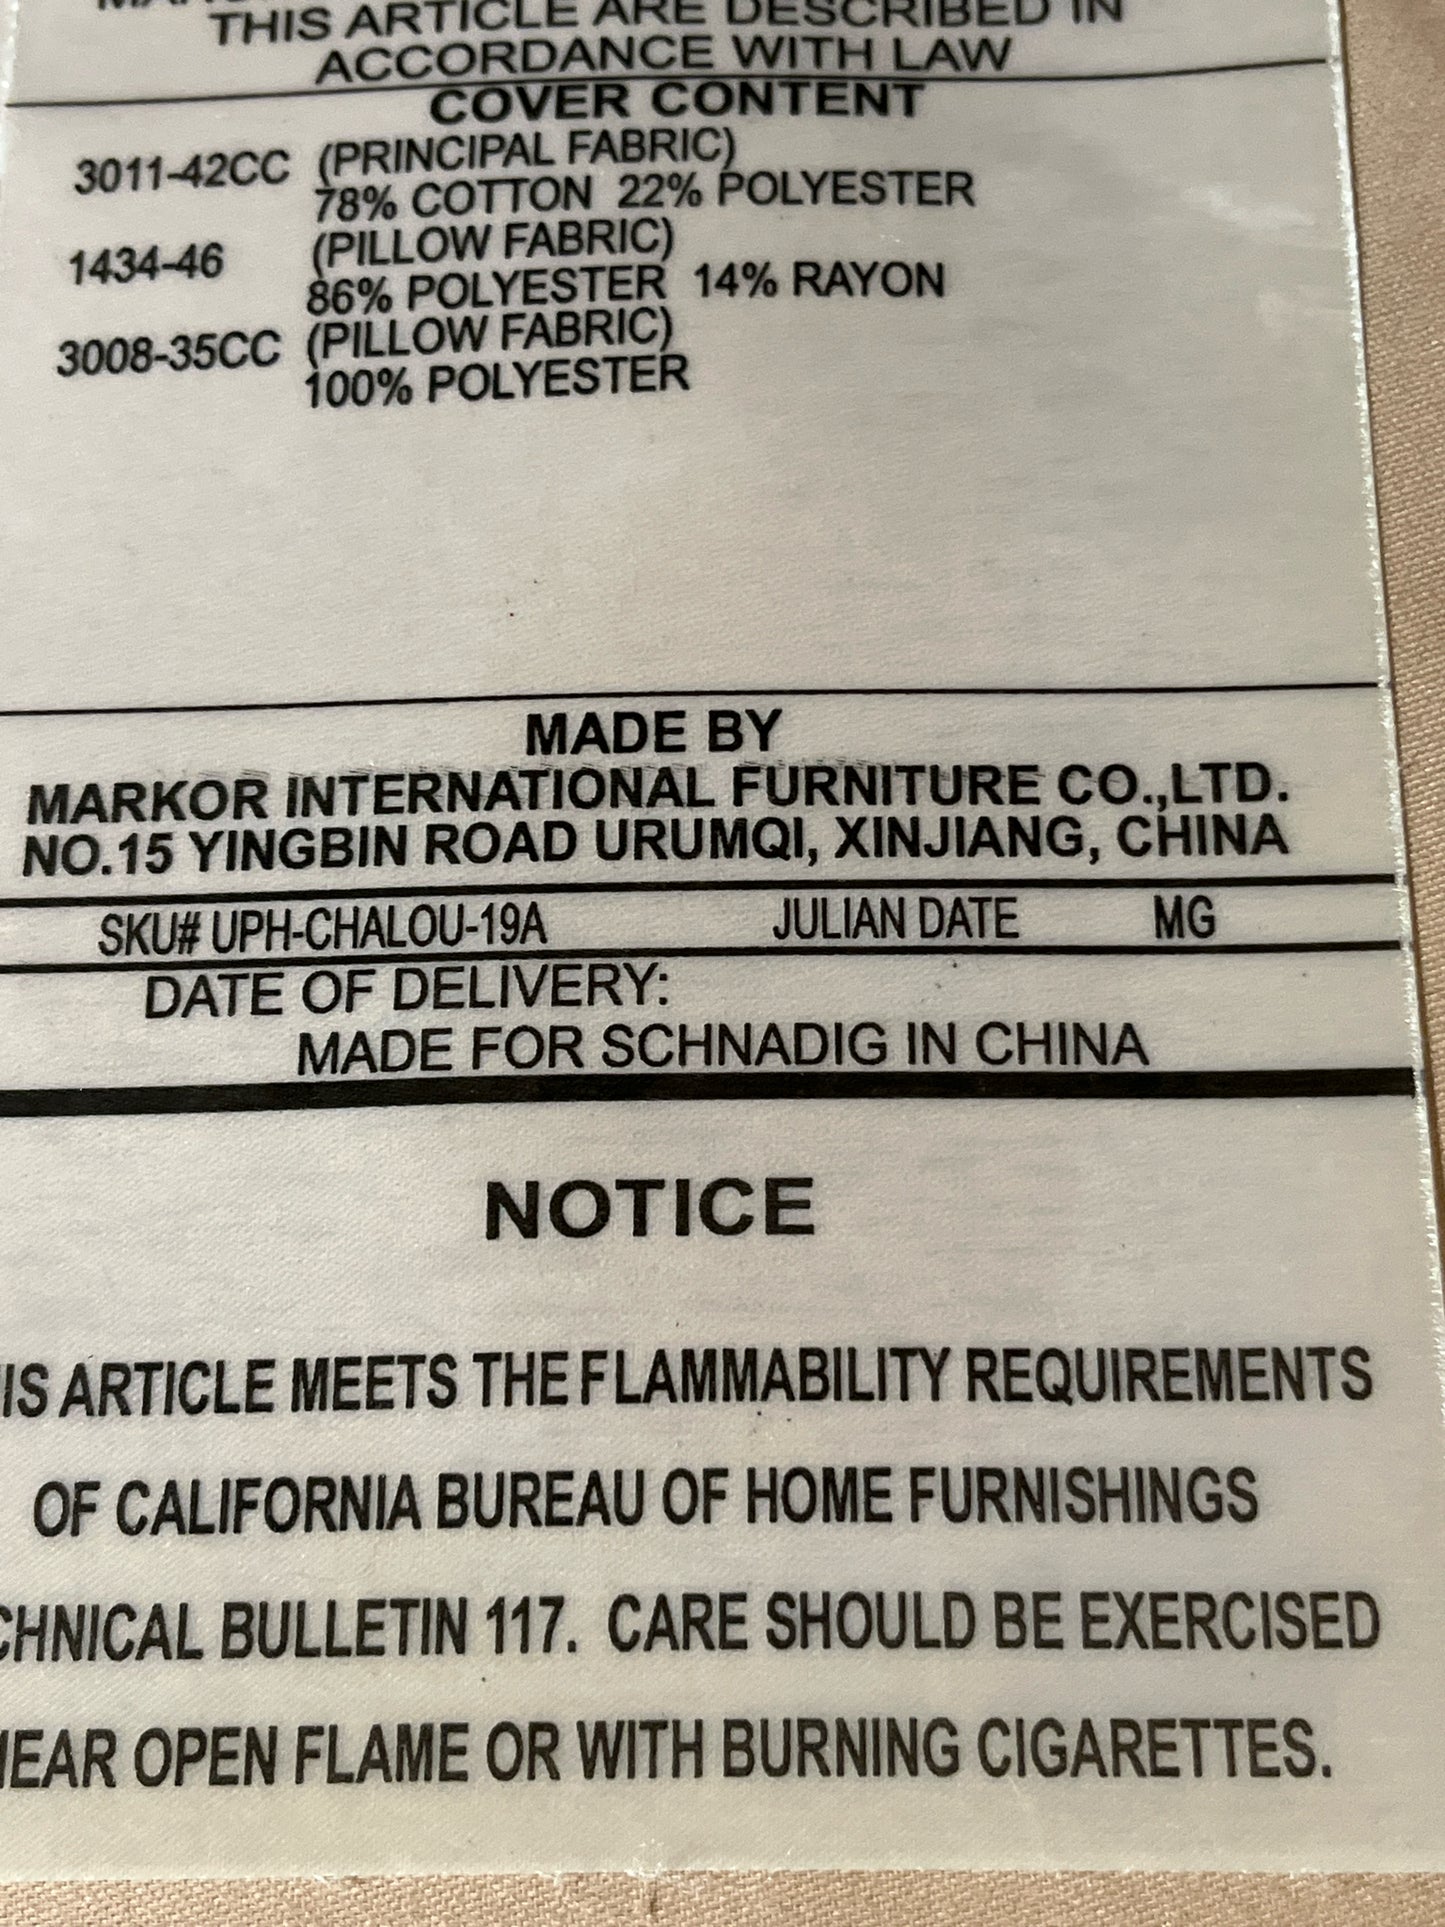 THIS ARTICLE ARE DESCRIBED IN
ACCORDANCE WITH LAW
COVER CONTENT
3011-42CC (PRINCIPAL FABRIC)
78% COTTON 22% POLYESTER
1434-46 (PILLOW FABRIC)
86% POLYESTER 14% RAYON
3008-35CC (PILLOW FABRIC)
100% POLYESTER
MADE BY
MARKOR INTERNATIONAL FURNITURE CO.,LTD.
NO.15 YINGBIN ROAD URUMQI, XINJIANG, CHINA
SKU# UPH-CHALOU-19A JULIAN DATE MG
DATE OF DELIVERY:
MADE FOR SCHNADIG IN CHINA
NOTICE
IS ARTICLE MEETS THE FLAMMABILITY REQUIREMENTS
OF CALIFORNIA BUREAU OF HOME FURNISHINGS
CHNICAL BULLETIN 117. CARE SHOULD BE EXERCISED
NEAR OPEN FLAME OR WITH BURNING CIGARETTES.